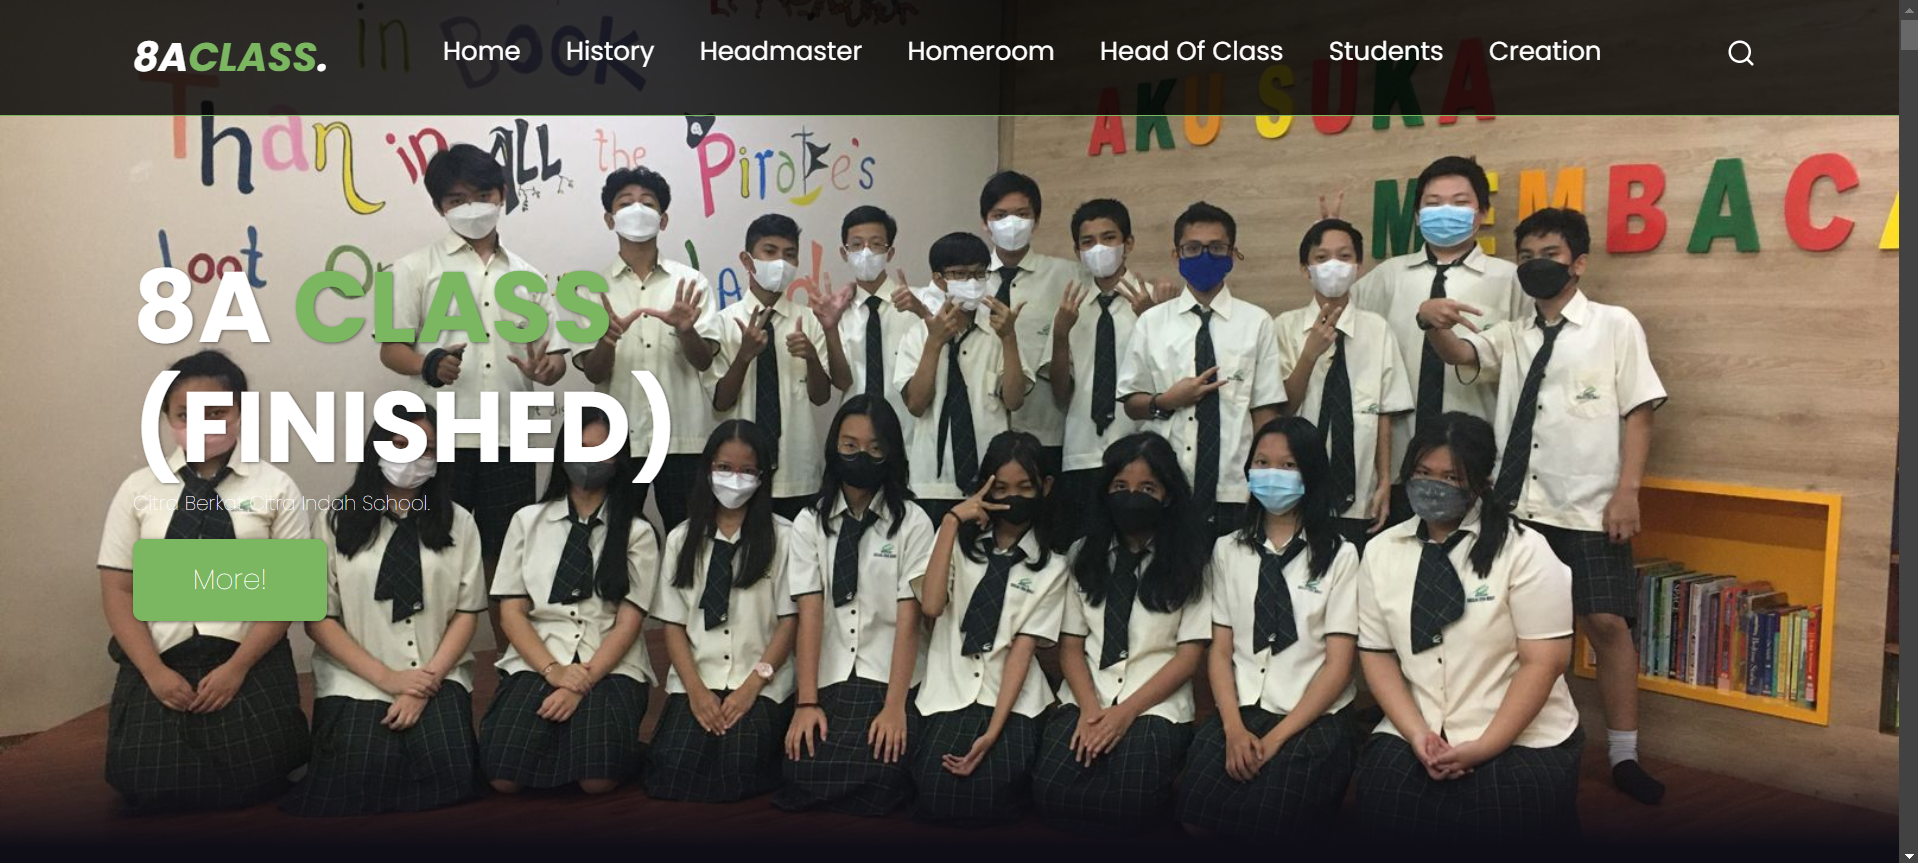 8ACLASS.
Home History Headmaster Homeroom Head Of Class Students Creation
in Book
Than in ALL the Pirate's
loot On
AKU SUKA
MEMBACA
8A CLASS
(FINISHED)
Citra Berkat Citra Indah School.
More!